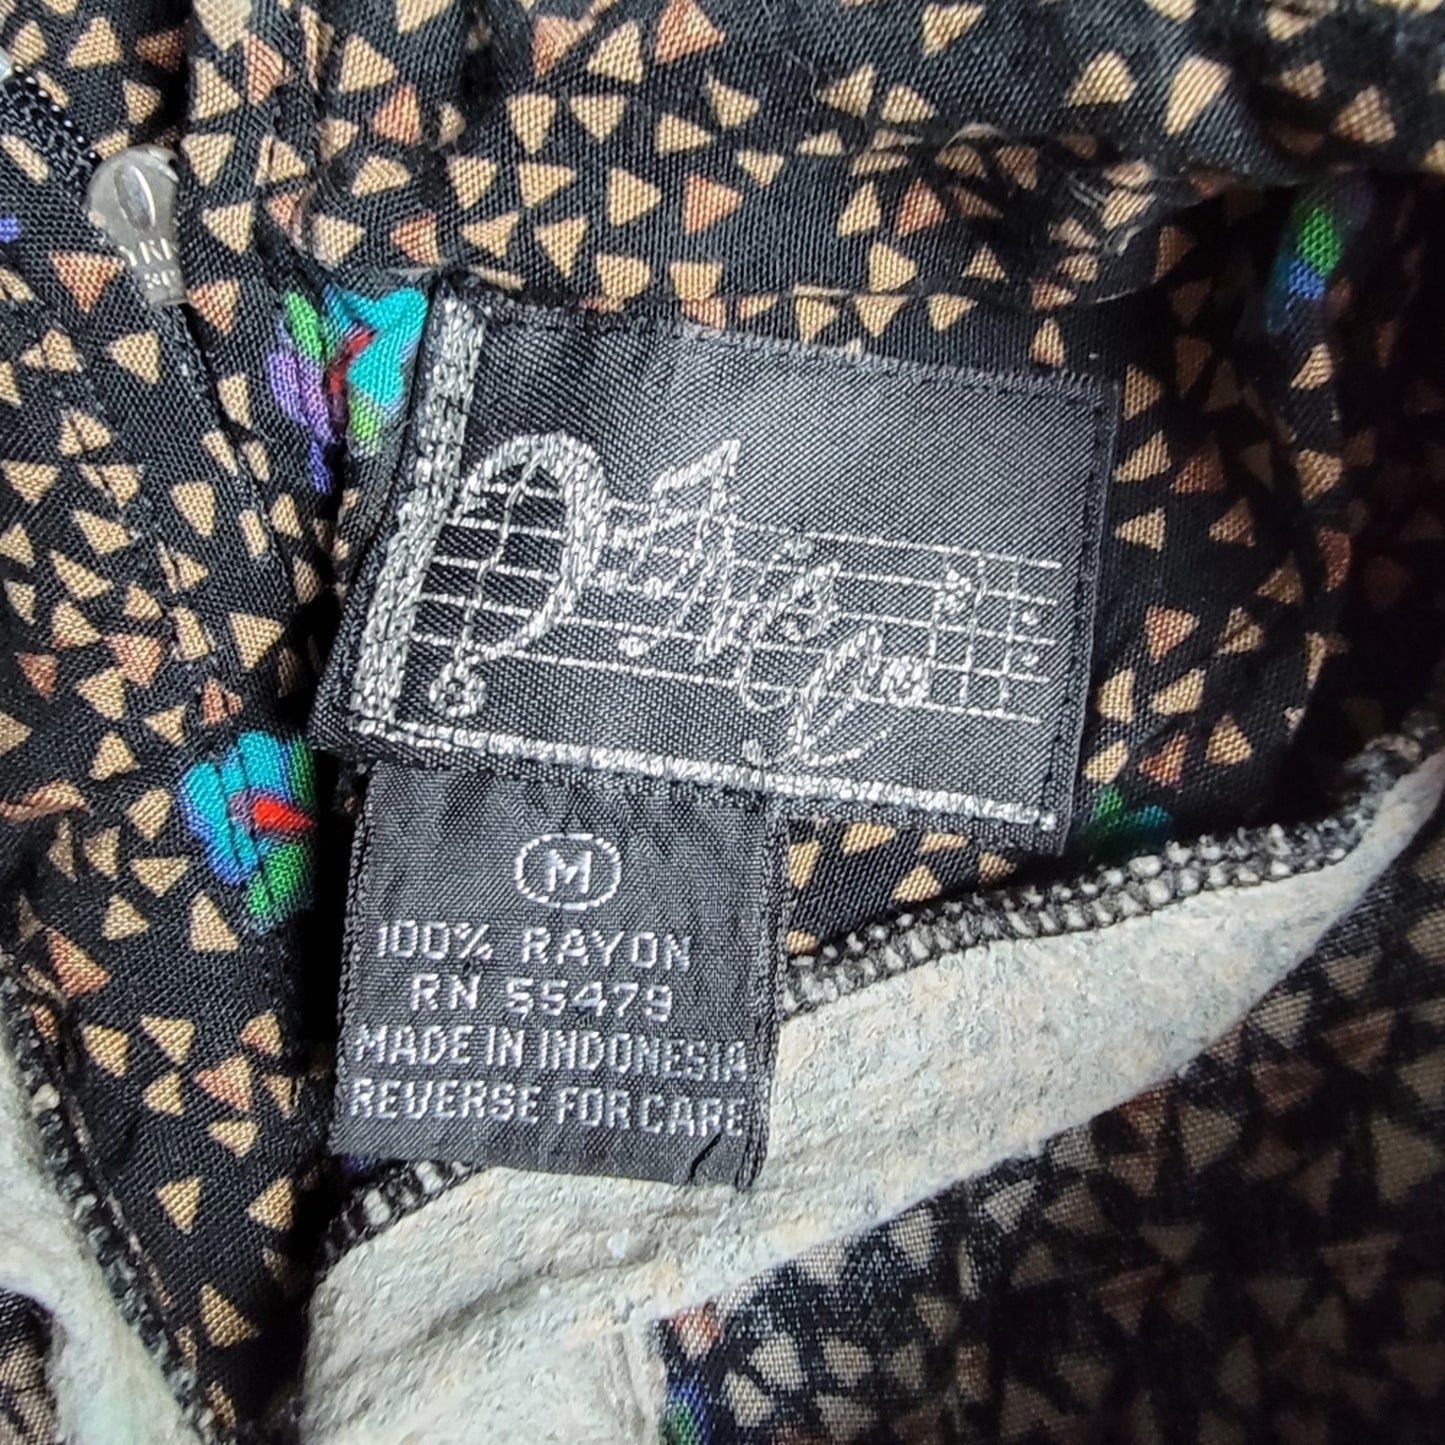 M
100% RAYON
RN 55479
MADE IN INDONESIA
REVERSE FOR CARE